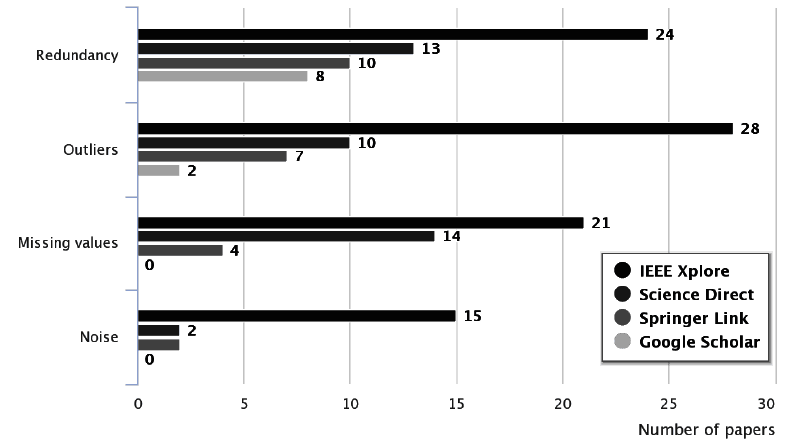 Redundancy
24
13
10
8
Outliers
28
10
7
2
Missing values
21
14
4
0
Noise
15
2
0
IEEE Xplore
Science Direct
Springer Link
Google Scholar
0 5 10 15 20 25 30
Number of papers